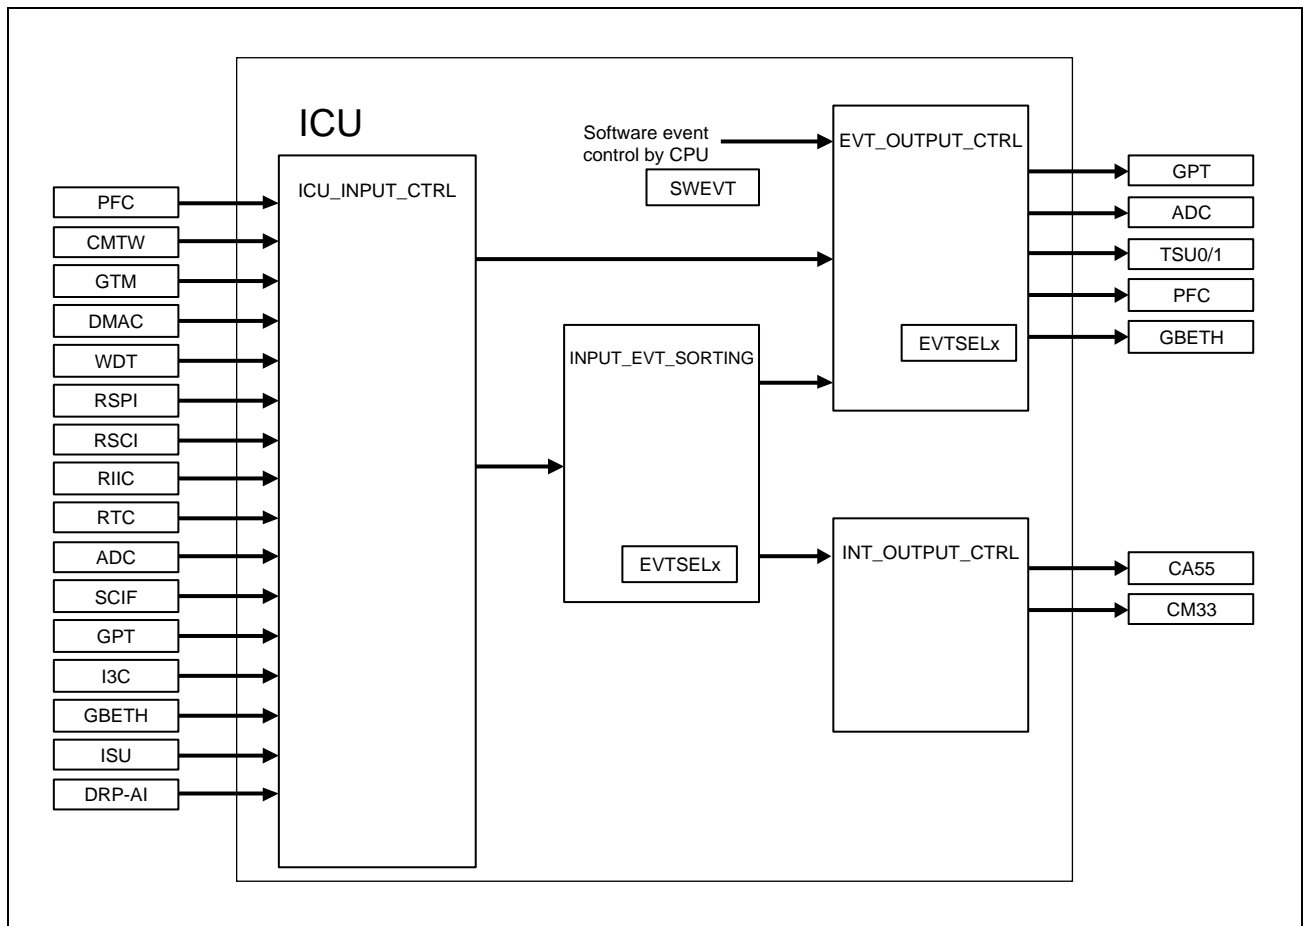 ICU
ICU_INPUT_CTRL
PFC
CMTW
GTM
DMAC
WDT
RSPI
RSCI
RIIC
RTC
ADC
SCIF
GPT
I3C
GBETH
ISU
DRP-AI
Software event
control by CPU
SWEVT
INPUT_EVT_SORTING
EVTSELx
EVT_OUTPUT_CTRL
EVTSELx
INT_OUTPUT_CTRL
GPT
ADC
TSU0/1
PFC
GBETH
CA55
CM33